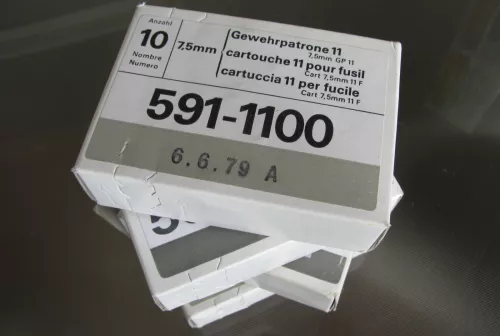 Anzahl
10
Nombre
Numero
7,5mm
Gewehrpatrone 11
7,5mm GP 11
cartouche 11 pour fusil
Cart 7,5mm 11 F
cartuccia 11 per fucile
Cart 7,5mm 11 F
591-1100
6.6.79 A
5